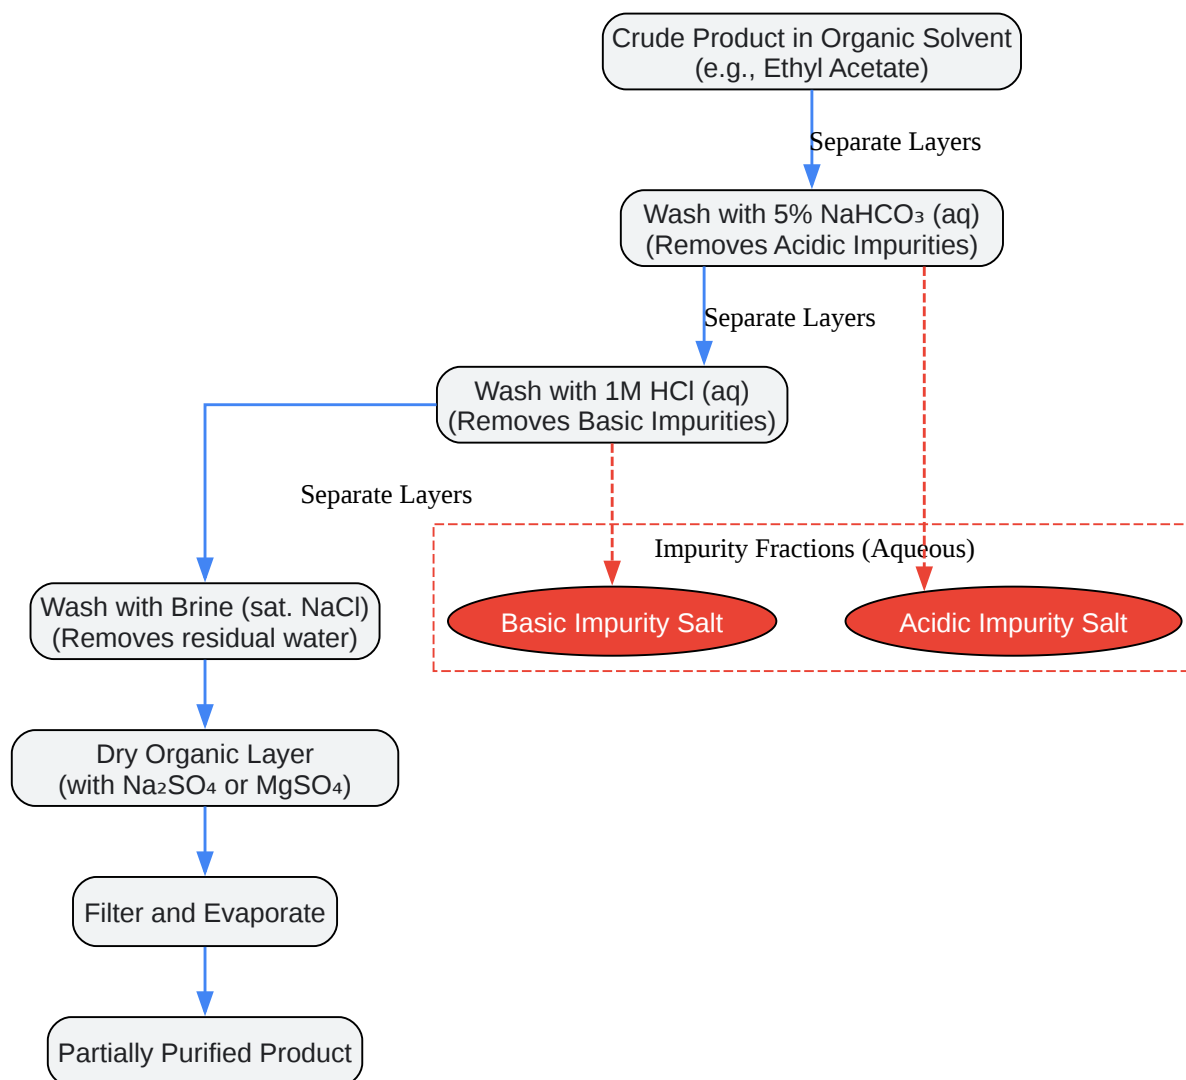 Crude Product in Organic Solvent
(e.g., Ethyl Acetate)
Separate Layers
Wash with 5% NaHCO₃ (aq)
(Removes Acidic Impurities)
Separate Layers
Wash with 1M HCl (aq)
(Removes Basic Impurities)
Separate Layers
Impurity Fractions (Aqueous)
Basic Impurity Salt
Acidic Impurity Salt
Wash with Brine (sat. NaCl)
(Removes residual water)
Dry Organic Layer
(with Na₂SO₄ or MgSO₄)
Filter and Evaporate
Partially Purified Product